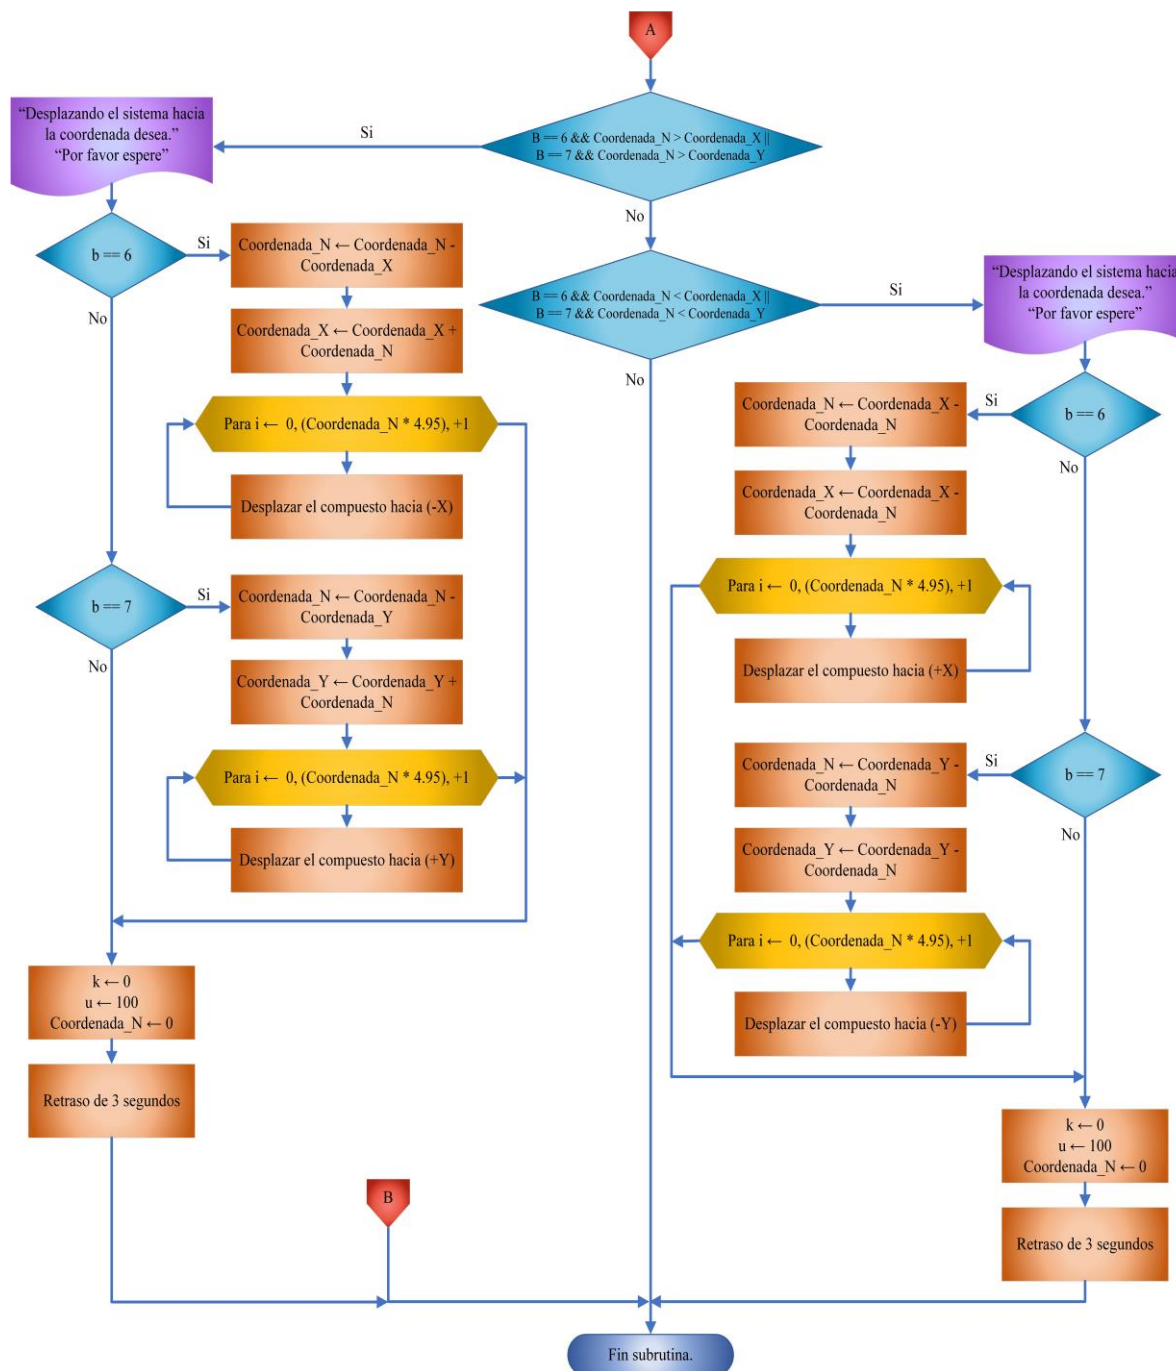 A
B == 6 && Coordenada_N > Coordenada_X ||
B == 7 && Coordenada_N > Coordenada_Y
Si
No
“Desplazando el sistema hacia
la coordenada desea.”
“Por favor espere”
b == 6
Si
No
Coordenada_N ← Coordenada_N -
Coordenada_X
Coordenada_X ← Coordenada_X +
Coordenada_N
Para i ← 0, (Coordenada_N * 4.95), +1
Desplazar el compuesto hacia (-X)
b == 7
Si
No
Coordenada_N ← Coordenada_N -
Coordenada_Y
Coordenada_Y ← Coordenada_Y +
Coordenada_N
Para i ← 0, (Coordenada_N * 4.95), +1
Desplazar el compuesto hacia (+Y)
k ← 0
u ← 100
Coordenada_N ← 0
Retraso de 3 segundos
B
B == 6 && Coordenada_N < Coordenada_X ||
B == 7 && Coordenada_N < Coordenada_Y
Si
No
“Desplazando el sistema hacia
la coordenada desea.”
“Por favor espere”
b == 6
Si
No
Coordenada_N ← Coordenada_X -
Coordenada_N
Coordenada_X ← Coordenada_X -
Coordenada_N
Para i ← 0, (Coordenada_N * 4.95), +1
Desplazar el compuesto hacia (+X)
b == 7
Si
No
Coordenada_N ← Coordenada_Y -
Coordenada_N
Coordenada_Y ← Coordenada_Y -
Coordenada_N
Para i ← 0, (Coordenada_N * 4.95), +1
Desplazar el compuesto hacia (-Y)
k ← 0
u ← 100
Coordenada_N ← 0
Retraso de 3 segundos
Fin subrutina.